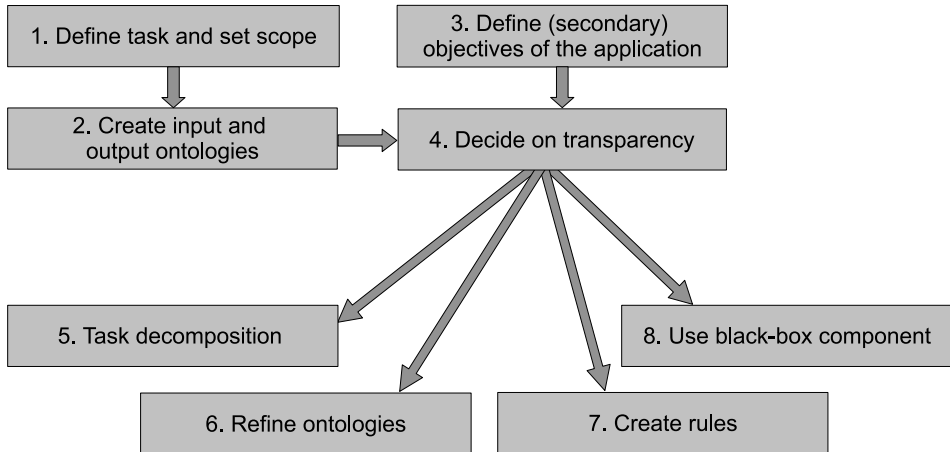 1. Define task and set scope
2. Create input and
output ontologies
3. Define (secondary)
objectives of the application
4. Decide on transparency
5. Task decomposition
6. Refine ontologies
7. Create rules
8. Use black-box component